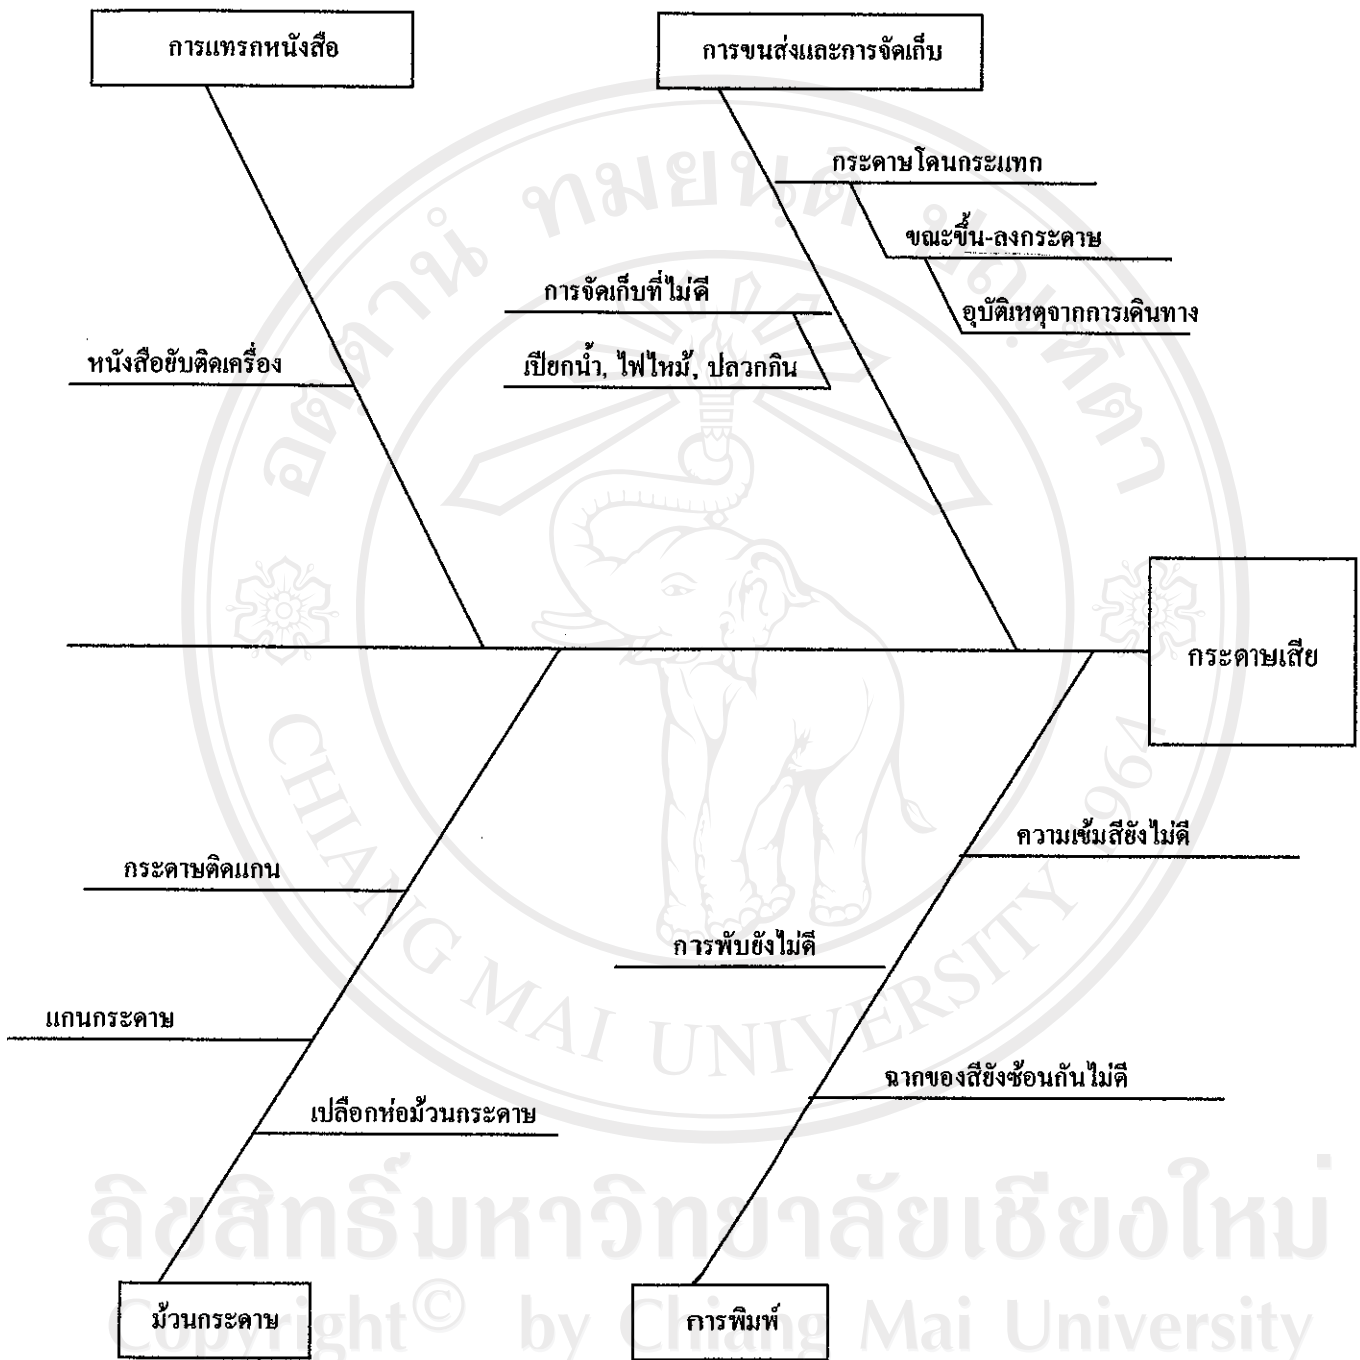 การแทรกหนังสือ
การขนส่งและการจัดเก็บ
กระดาษโดนกระแทก
ขณะขึ้น-ลงกระดาษ
การจัดเก็บที่ไม่ดี
อุบัติเหตุจากการเดินทาง
หนังสือยับติดเครื่อง
เปียกน้ำ, ไฟไหม้, ปลวกกิน
กระดาษเสีย
ความเข้มสียังไม่ดี
กระดาษติดแกน
การพับยังไม่ดี
แกนกระดาษ
ฉากของสียังซ้อนกันไม่ดี
เปลือกห่อม้วนกระดาษ
ม้วนกระดาษ
การพิมพ์
CHIANG MAI UNIVERSITY 1964
ลิขสิทธิ์มหาวิทยาลัยเชียงใหม่
Copyright© by Chiang Mai University